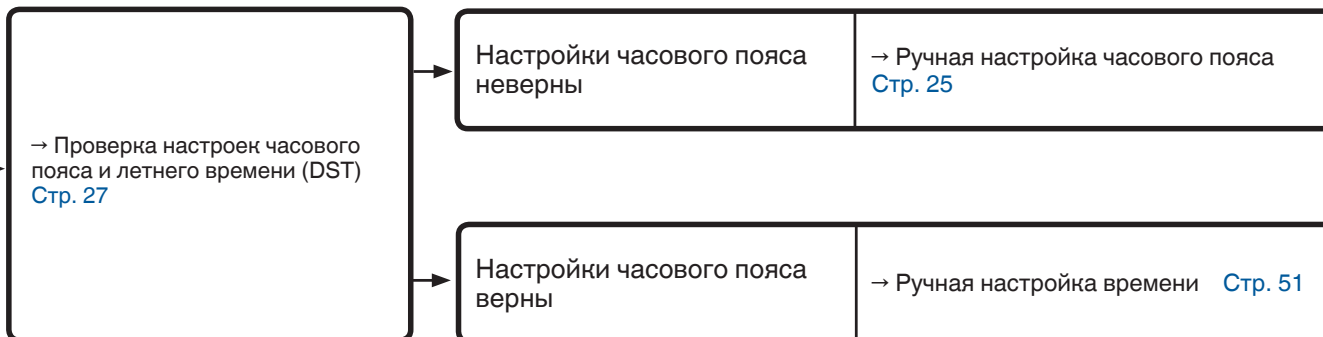 → Проверка настроек часового
пояса и летнего времени (DST)
Стр. 27
Настройки часового пояса
неверны
→ Ручная настройка часового пояса
Стр. 25
Настройки часового пояса
верны
→ Ручная настройка времени Стр. 51